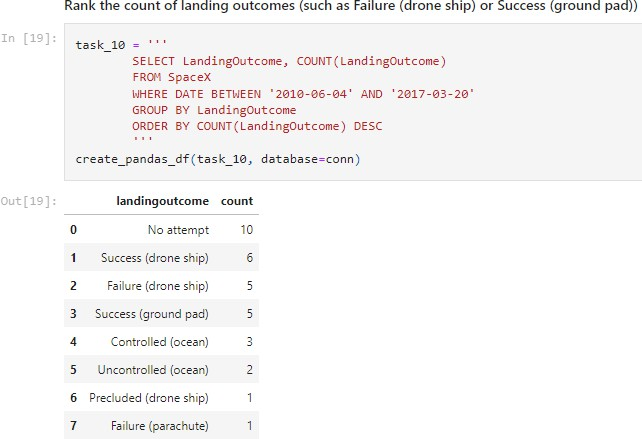 Rank the count of landing outcomes (such as Failure (drone ship) or Success (ground pad))
In [19]:
task_10 = '''
SELECT LandingOutcome, COUNT(LandingOutcome)
FROM SpaceX
WHERE DATE BETWEEN '2010-06-04' AND '2017-03-20'
GROUP BY LandingOutcome
ORDER BY COUNT(LandingOutcome) DESC
'''
create_pandas_df(task_10, database=conn)
Out[19]:
landingoutcome count
0 No attempt 10
1 Success (drone ship) 6
2 Failure (drone ship) 5
3 Success (ground pad) 5
4 Controlled (ocean) 3
5 Uncontrolled (ocean) 2
6 Precluded (drone ship) 1
7 Failure (parachute) 1